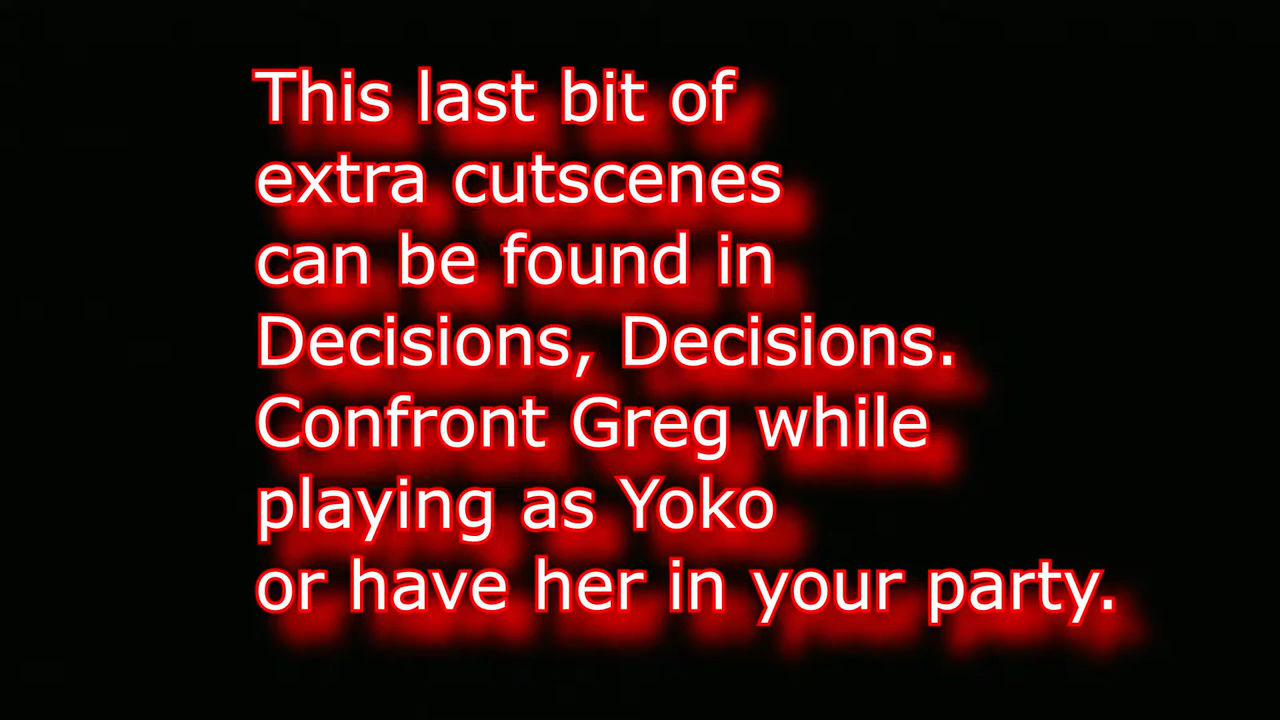 This last bit of
extra cutscenes
can be found in
Decisions, Decisions.
Confront Greg while
playing as Yoko
or have her in your party.